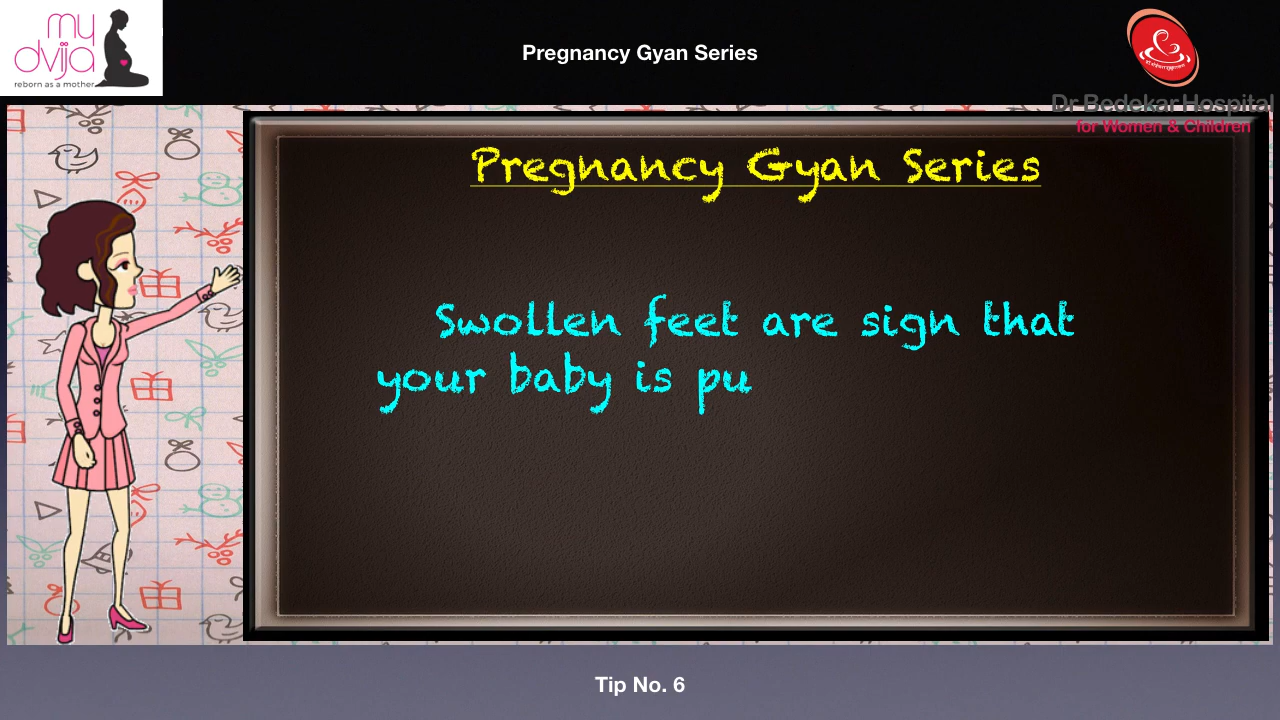 my
dvija
reborn as a mother
Pregnancy Gyan Series
Dr Bedekar Hospital
for Women & Children
Pregnancy Gyan Series
Swollen feet are sign that
your baby is pu
Tip No. 6